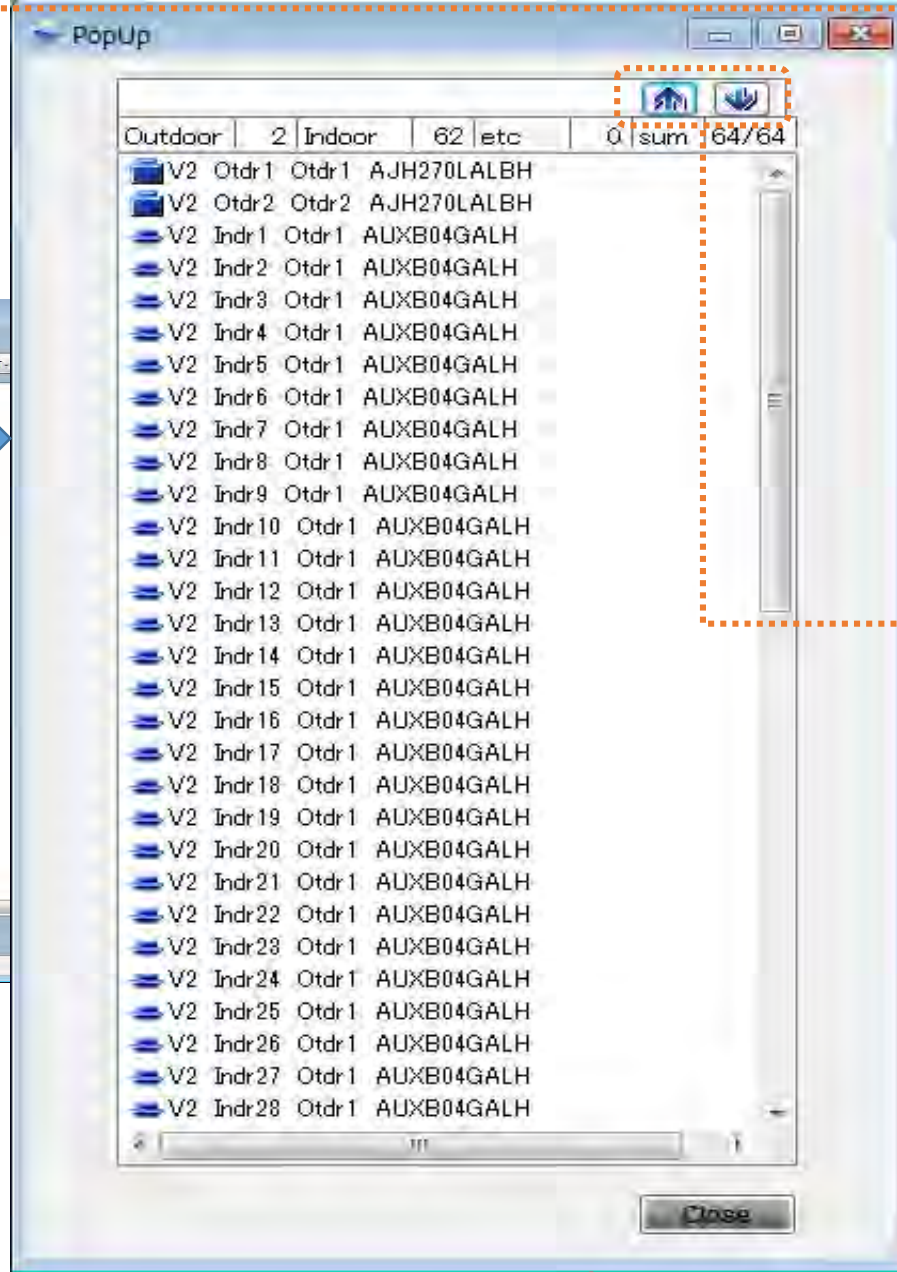 PopUp
Outdoor 2 Indoor 62 etc 0 sum 64/64
V2 Otdr1 Otdr1 AJH270LALBH
V2 Otdr2 Otdr2 AJH270LALBH
V2 Indr1 Otdr1 AUXB04GALH
V2 Indr2 Otdr1 AUXB04GALH
V2 Indr3 Otdr1 AUXB04GALH
V2 Indr4 Otdr1 AUXB04GALH
V2 Indr5 Otdr1 AUXB04GALH
V2 Indr6 Otdr1 AUXB04GALH
V2 Indr7 Otdr1 AUXB04GALH
V2 Indr8 Otdr1 AUXB04GALH
V2 Indr9 Otdr1 AUXB04GALH
V2 Indr10 Otdr1 AUXB04GALH
V2 Indr11 Otdr1 AUXB04GALH
V2 Indr12 Otdr1 AUXB04GALH
V2 Indr13 Otdr1 AUXB04GALH
V2 Indr14 Otdr1 AUXB04GALH
V2 Indr15 Otdr1 AUXB04GALH
V2 Indr16 Otdr1 AUXB04GALH
V2 Indr17 Otdr1 AUXB04GALH
V2 Indr18 Otdr1 AUXB04GALH
V2 Indr19 Otdr1 AUXB04GALH
V2 Indr20 Otdr1 AUXB04GALH
V2 Indr21 Otdr1 AUXB04GALH
V2 Indr22 Otdr1 AUXB04GALH
V2 Indr23 Otdr1 AUXB04GALH
V2 Indr24 Otdr1 AUXB04GALH
V2 Indr25 Otdr1 AUXB04GALH
V2 Indr26 Otdr1 AUXB04GALH
V2 Indr27 Otdr1 AUXB04GALH
V2 Indr28 Otdr1 AUXB04GALH
Close